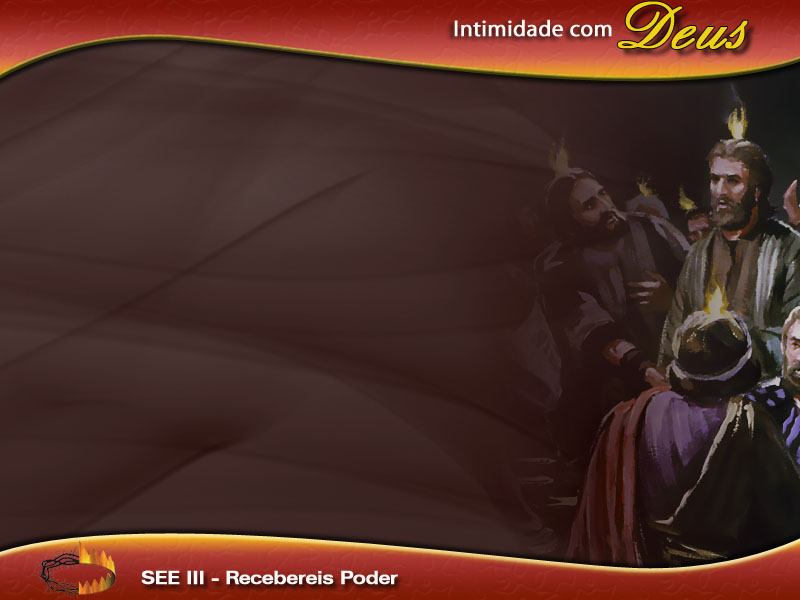 Intimidade com Deus
SEE III - Recebereis Poder